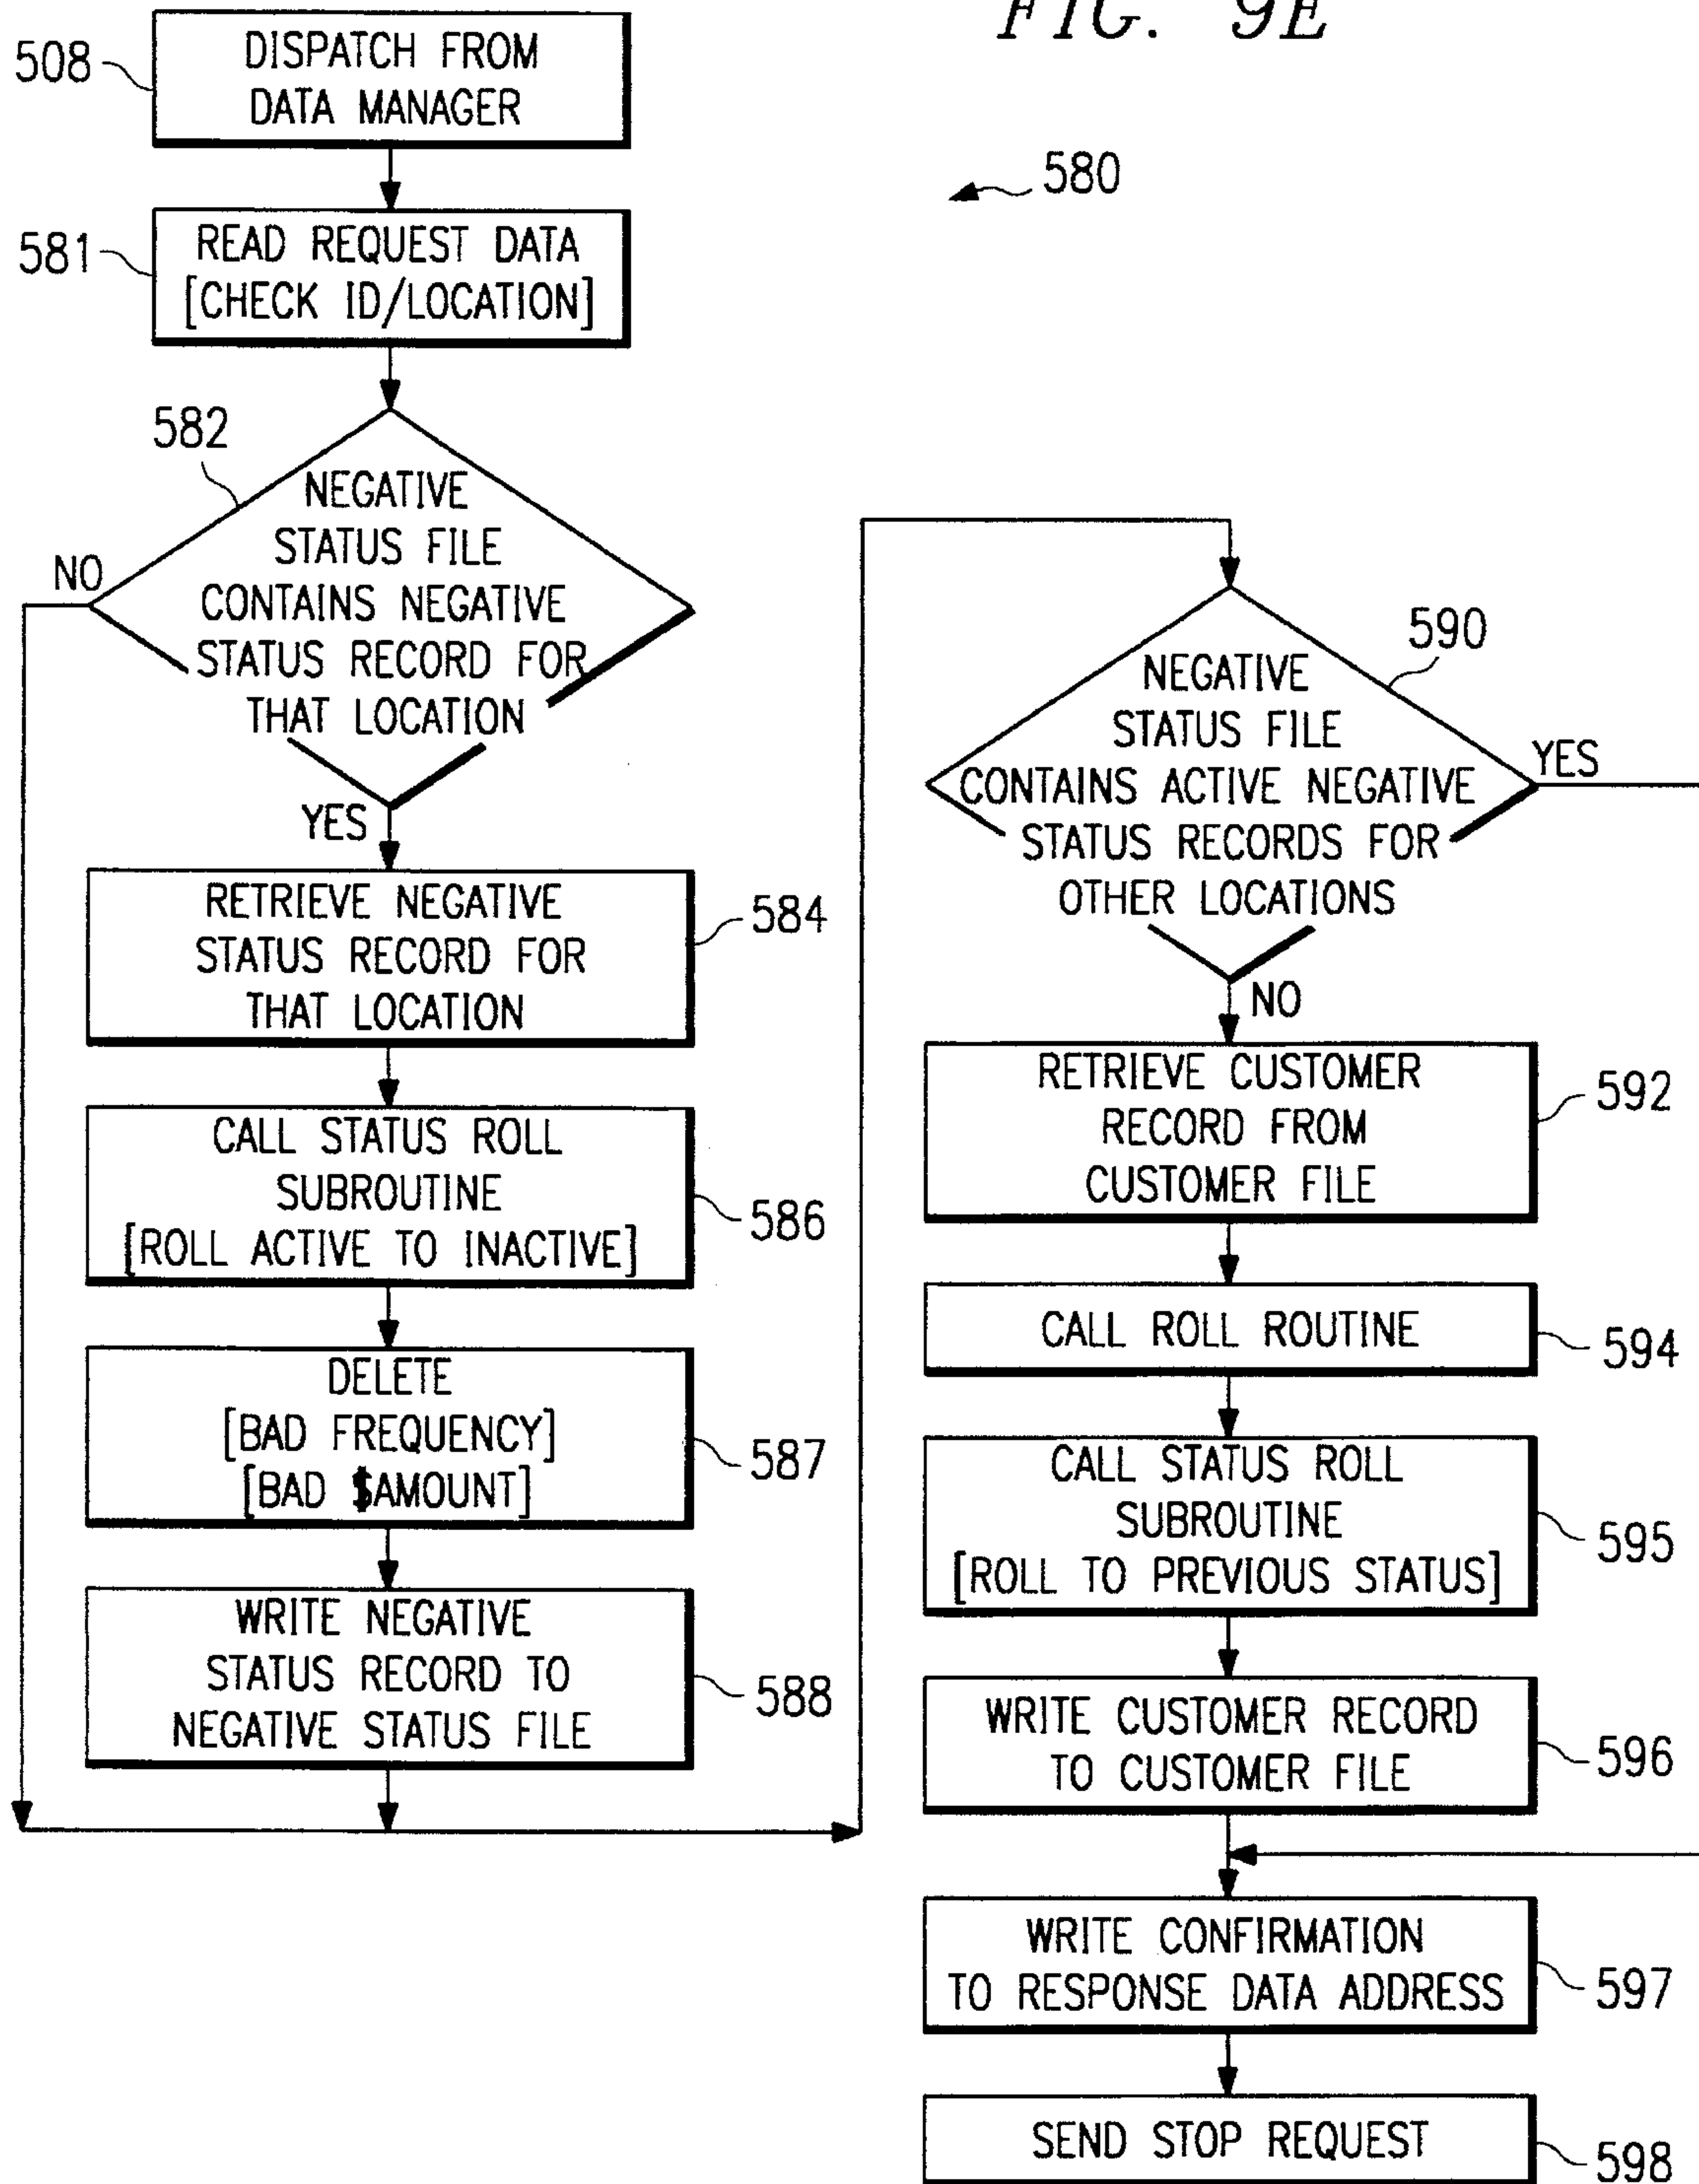 FIG. 9E
508
DISPATCH FROM
DATA MANAGER
580
581
READ REQUEST DATA
[CHECK ID/LOCATION]
582
NEGATIVE
STATUS FILE
CONTAINS NEGATIVE
STATUS RECORD FOR
THAT LOCATION
NO
YES
RETRIEVE NEGATIVE
STATUS RECORD FOR
THAT LOCATION
584
CALL STATUS ROLL
SUBROUTINE
[ROLL ACTIVE TO INACTIVE]
586
DELETE
[BAD FREQUENCY]
[BAD $AMOUNT]
587
WRITE NEGATIVE
STATUS RECORD TO
NEGATIVE STATUS FILE
588
590
NEGATIVE
STATUS FILE
CONTAINS ACTIVE NEGATIVE
STATUS RECORDS FOR
OTHER LOCATIONS
YES
NO
RETRIEVE CUSTOMER
RECORD FROM
CUSTOMER FILE
592
CALL ROLL ROUTINE
594
CALL STATUS ROLL
SUBROUTINE
[ROLL TO PREVIOUS STATUS]
595
WRITE CUSTOMER RECORD
TO CUSTOMER FILE
596
WRITE CONFIRMATION
TO RESPONSE DATA ADDRESS
597
SEND STOP REQUEST
598